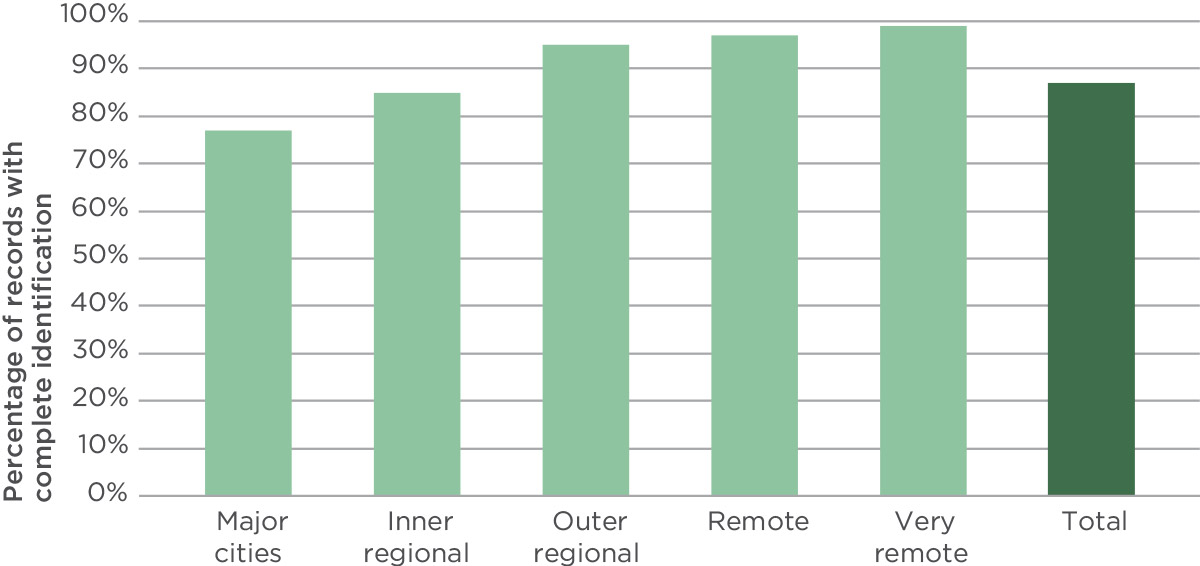 Percentage of records with
complete identification
100%
90%
80%
70%
60%
50%
40%
30%
20%
10%
0%
Major
cities
Inner
regional
Outer
regional
Remote
Very
remote
Total